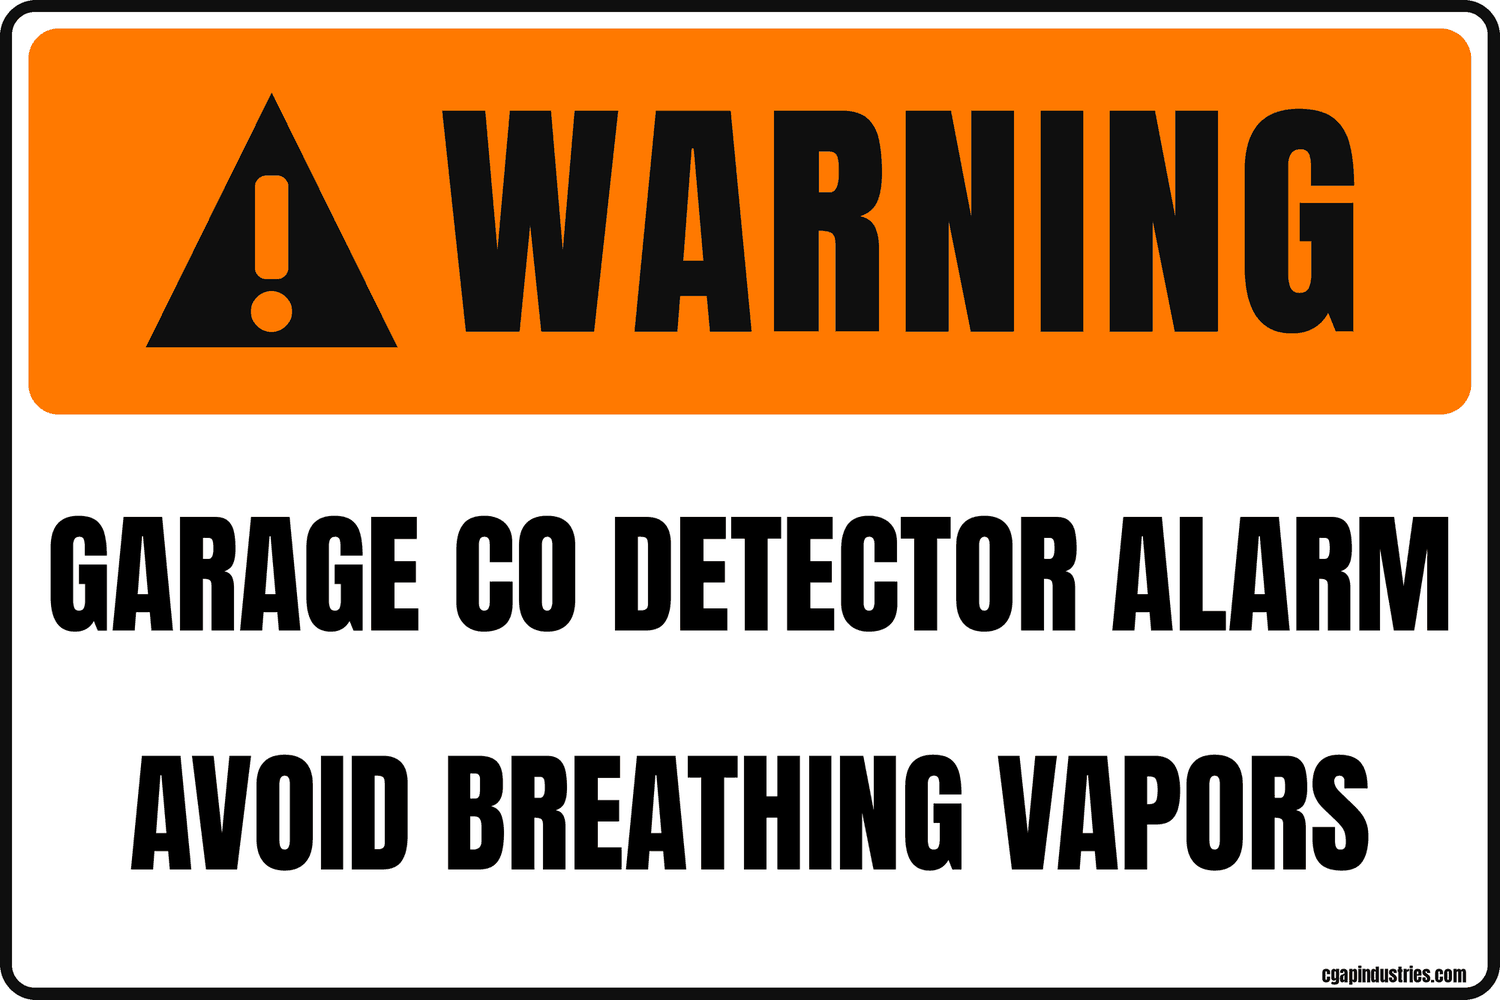 WARNING
GARAGE CO DETECTOR ALARM
AVOID BREATHING VAPORS
cgapindustries.com